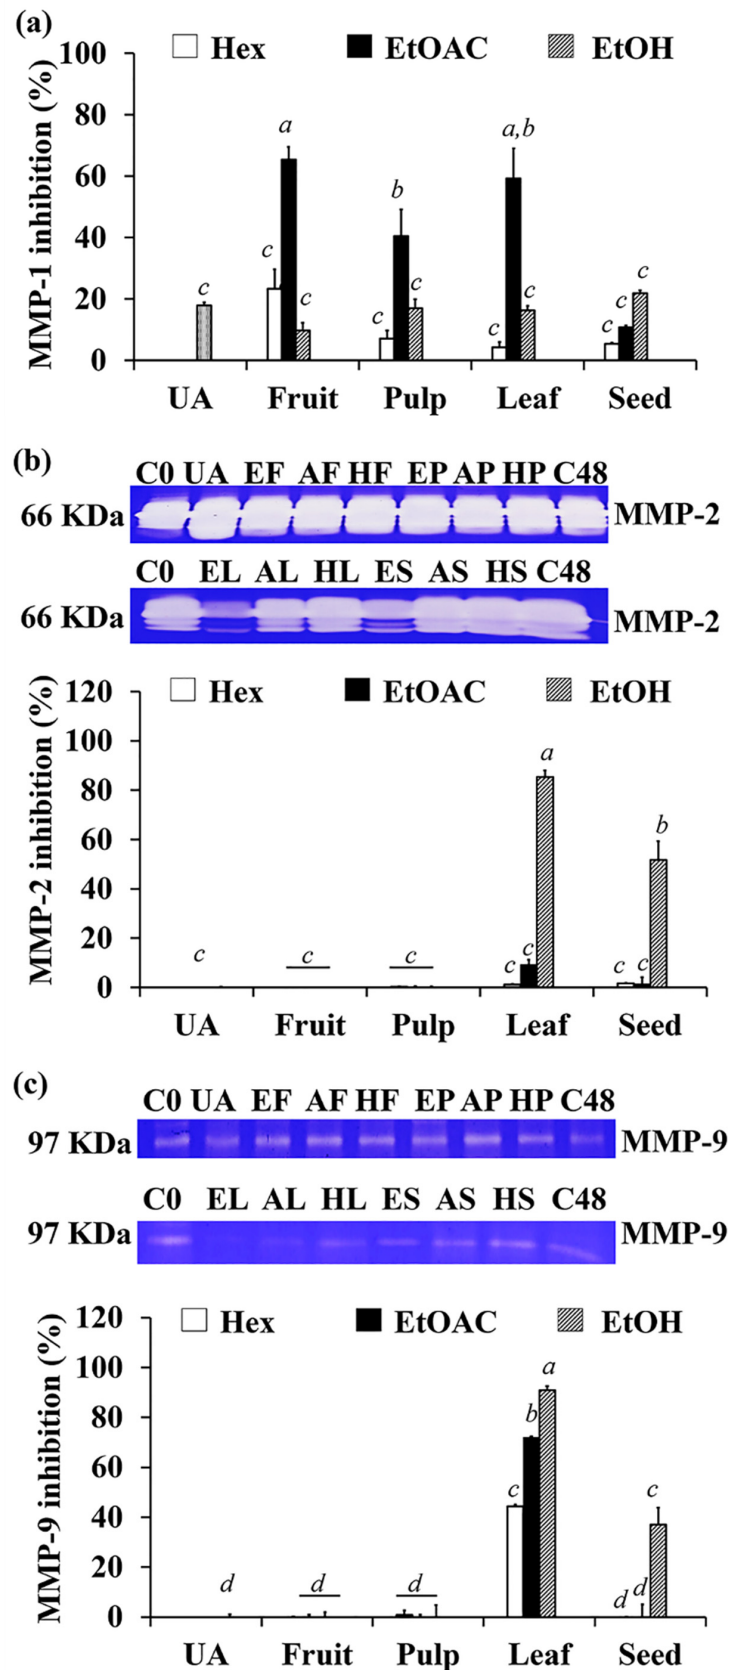 (a)
Hex EtOAC EtOH
MMP-1 inhibition (%)
100
80
60
40
20
0
a
a,b
b
c
c
c
c
c
c
c
c
c
c
UA Fruit Pulp Leaf Seed
(b)
C0 UA EF AF HF EP AP HP C48
66 KDa MMP-2
C0 EL AL HL ES AS HS C48
66 KDa MMP-2
Hex EtOAC EtOH
MMP-2 inhibition (%)
120
100
80
60
40
20
0
a
b
c c c c c c c
UA Fruit Pulp Leaf Seed
(c)
C0 UA EF AF HF EP AP HP C48
97 KDa MMP-9
C0 EL AL HL ES AS HS C48
97 KDa MMP-9
Hex EtOAC EtOH
MMP-9 inhibition (%)
120
100
80
60
40
20
0
a
b
c c
d d d d d
UA Fruit Pulp Leaf Seed